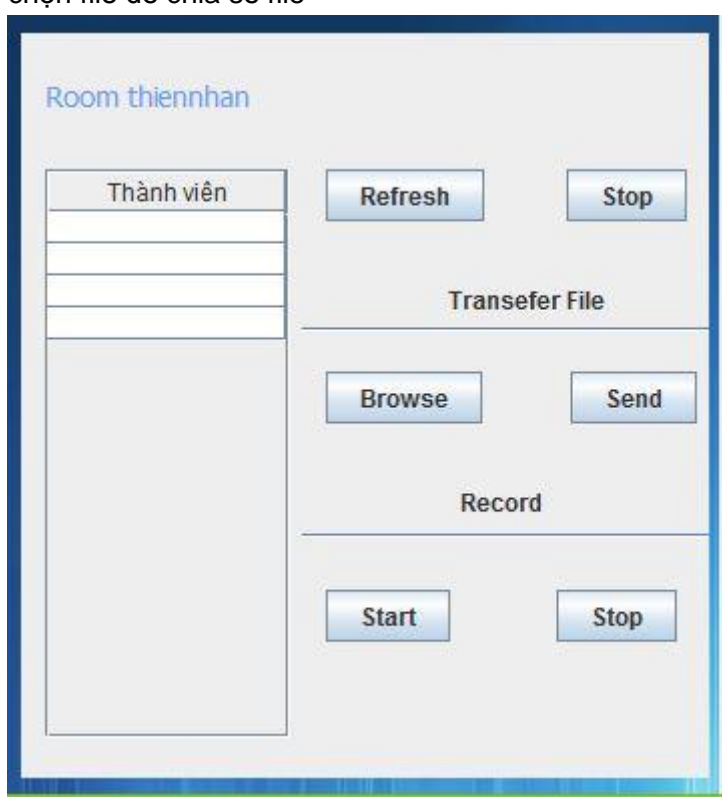 Room thiennhan
Thành viên
Refresh Stop
Transefer File
Browse Send
Record
Start Stop